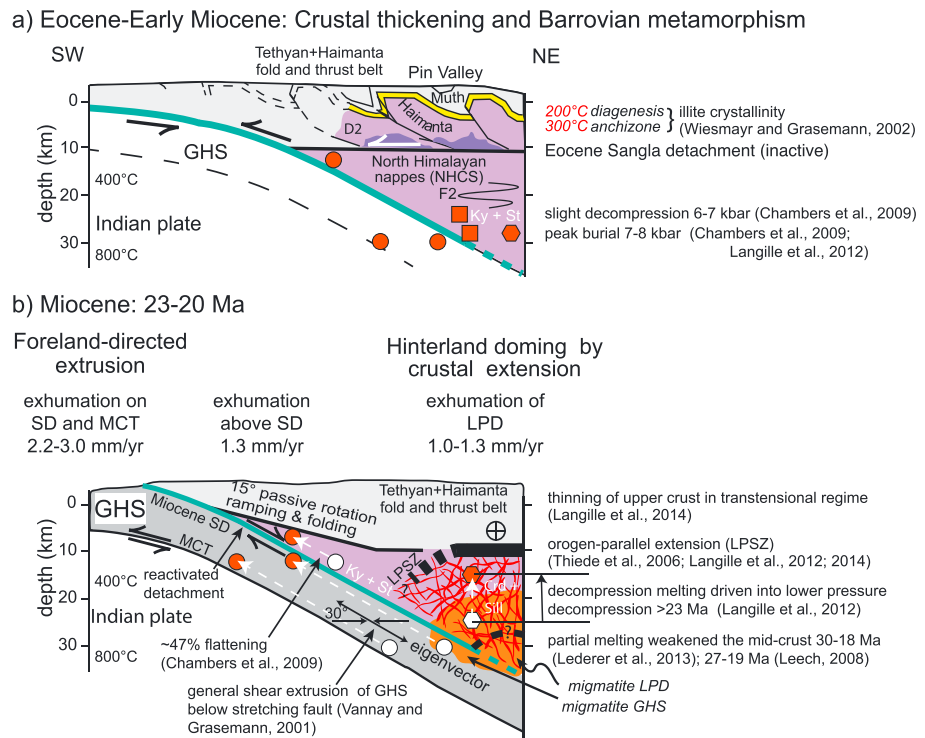 a) Eocene-Early Miocene: Crustal thickening and Barrovian metamorphism
SW
Tethyan+Haimanta
fold and thrust belt
Pin Valley
NE
depth (km)
0
10
20
30
GHS
400°C
Indian plate
800°C
Muth
Haimanta
D2
North Himalayan
nappes (NHCS)
F2
Ky + St
200°C diagenesis
300°C anchizone
illite crystallinity
(Wiesmayr and Grasemann, 2002)
Eocene Sangla detachment (inactive)
slight decompression 6-7 kbar (Chambers et al., 2009)
peak burial 7-8 kbar (Chambers et al., 2009;
Langille et al., 2012)
b) Miocene: 23-20 Ma
Foreland-directed
extrusion
Hinterland doming by
crustal extension
exhumation on
SD and MCT
2.2-3.0 mm/yr
exhumation
above SD
1.3 mm/yr
exhumation of
LPD
1.0-1.3 mm/yr
depth (km)
0
10
20
30
GHS
Miocene SD
MCT
15° passive rotation
ramping & folding
Tethyan+Haimanta
fold and thrust belt
LPSZ
Ky + St
Crd +
Sill
?
400°C
reactivated
detachment
Indian plate
800°C
30°
eigenvector
~47% flattening
(Chambers et al., 2009)
general shear extrusion of GHS
below stretching fault (Vannay and
Grasemann, 2001)
thinning of upper crust in transtensional regime
(Langille et al., 2014)
orogen-parallel extension (LPSZ)
(Thiede et al., 2006; Langille et al., 2012; 2014)
decompression melting driven into lower pressure
decompression >23 Ma (Langille et al., 2012)
partial melting weakened the mid-crust 30-18 Ma
(Lederer et al., 2013); 27-19 Ma (Leech, 2008)
migmatite LPD
migmatite GHS